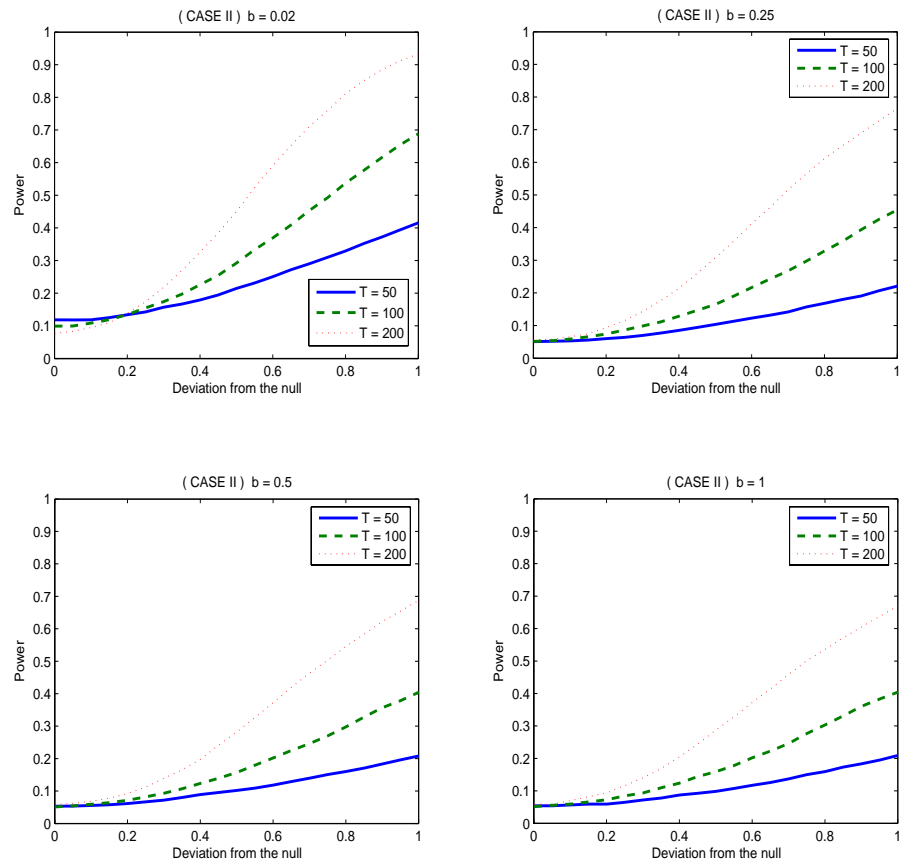 ( CASE II ) b = 0.02
1
0.9
0.8
0.7
0.6
0.5
0.4
0.3
0.2
0.1
0
Power
T = 50
T = 100
T = 200
0 0.2 0.4 0.6 0.8 1
Deviation from the null
( CASE II ) b = 0.25
1
0.9
0.8
0.7
0.6
0.5
0.4
0.3
0.2
0.1
0
Power
T = 50
T = 100
T = 200
0 0.2 0.4 0.6 0.8 1
Deviation from the null
( CASE II ) b = 0.5
1
0.9
0.8
0.7
0.6
0.5
0.4
0.3
0.2
0.1
0
Power
T = 50
T = 100
T = 200
0 0.2 0.4 0.6 0.8 1
Deviation from the null
( CASE II ) b = 1
1
0.9
0.8
0.7
0.6
0.5
0.4
0.3
0.2
0.1
0
Power
T = 50
T = 100
T = 200
0 0.2 0.4 0.6 0.8 1
Deviation from the null